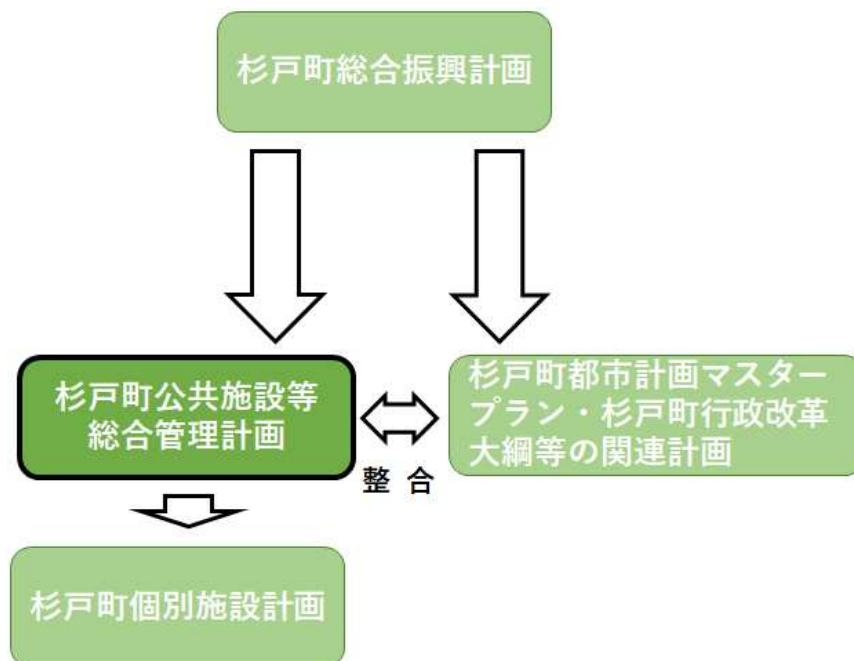 杉戸町総合振興計画
杉戸町公共施設等
総合管理計画
整 合
杉戸町都市計画マスター
プラン・杉戸町行政改革
大綱等の関連計画
杉戸町個別施設計画